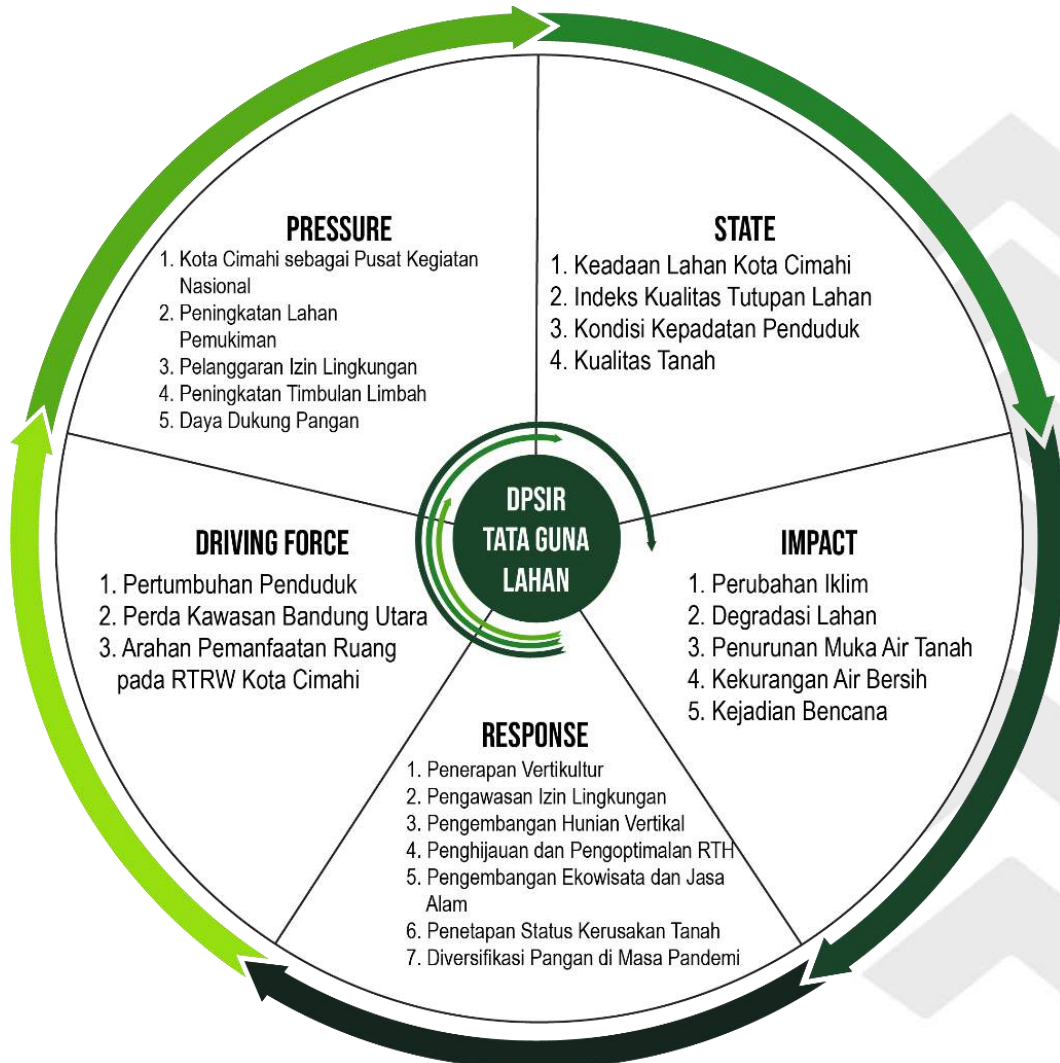 PRESSURE
1. Kota Cimahi sebagai Pusat Kegiatan
Nasional
2. Peningkatan Lahan
Pemukiman
3. Pelanggaran Izin Lingkungan
4. Peningkatan Timbulan Limbah
5. Daya Dukung Pangan
STATE
1. Keadaan Lahan Kota Cimahi
2. Indeks Kualitas Tutupan Lahan
3. Kondisi Kepadatan Penduduk
4. Kualitas Tanah
DPSIR
TATA GUNA
LAHAN
DRIVING FORCE
1. Pertumbuhan Penduduk
2. Perda Kawasan Bandung Utara
3. Arahan Pemanfaatan Ruang
pada RTRW Kota Cimahi
IMPACT
1. Perubahan Iklim
2. Degradasi Lahan
3. Penurunan Muka Air Tanah
4. Kekurangan Air Bersih
5. Kejadian Bencana
RESPONSE
1. Penerapan Vertikultur
2. Pengawasan Izin Lingkungan
3. Pengembangan Hunian Vertikal
4. Penghijauan dan Pengoptimalan RTH
5. Pengembangan Ekowisata dan Jasa
Alam
6. Penetapan Status Kerusakan Tanah
7. Diversifikasi Pangan di Masa Pandemi